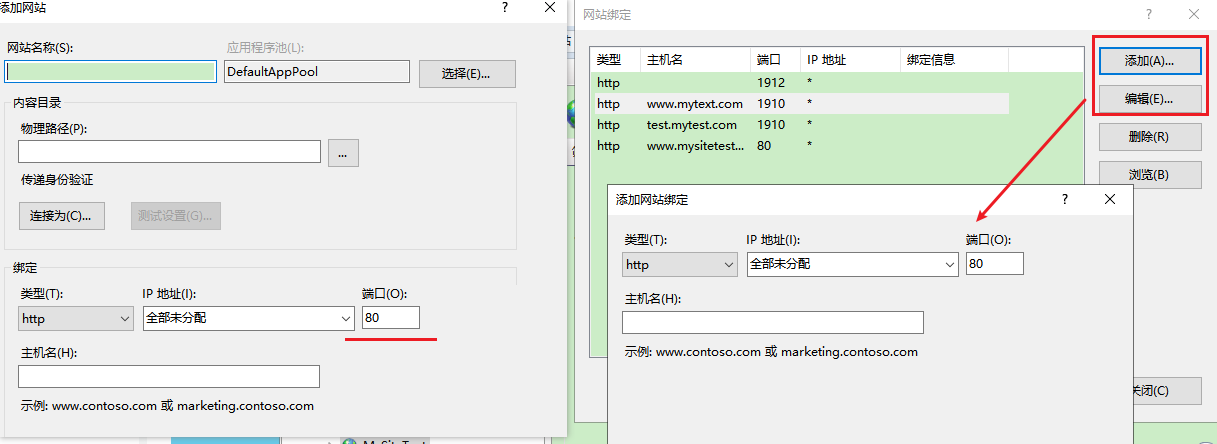 添加网站
?
网站名称(S):
应用程序池(L):
DefaultAppPool
选择(E)...
内容目录
物理路径(P):
...
传递身份验证
连接为(C)...
测试设置(G)...
绑定
类型(T):
IP 地址(I):
端口(O):
http
全部未分配
80
主机名(H):
示例: www.contoso.com 或 marketing.contoso.com
站
网站绑定
?
类型
主机名
端口
IP 地址
绑定信息
http
1912
*
http
www.mytext.com
1910
*
http
test.mytest.com
1910
*
http
www.mysitetest...
80
*
添加(A)...
编辑(E)...
删除(R)
浏览(B)
添加网站绑定
?
类型(T):
IP 地址(I):
端口(O):
http
全部未分配
80
主机名(H):
示例: www.contoso.com 或 marketing.contoso.com
关闭(C)